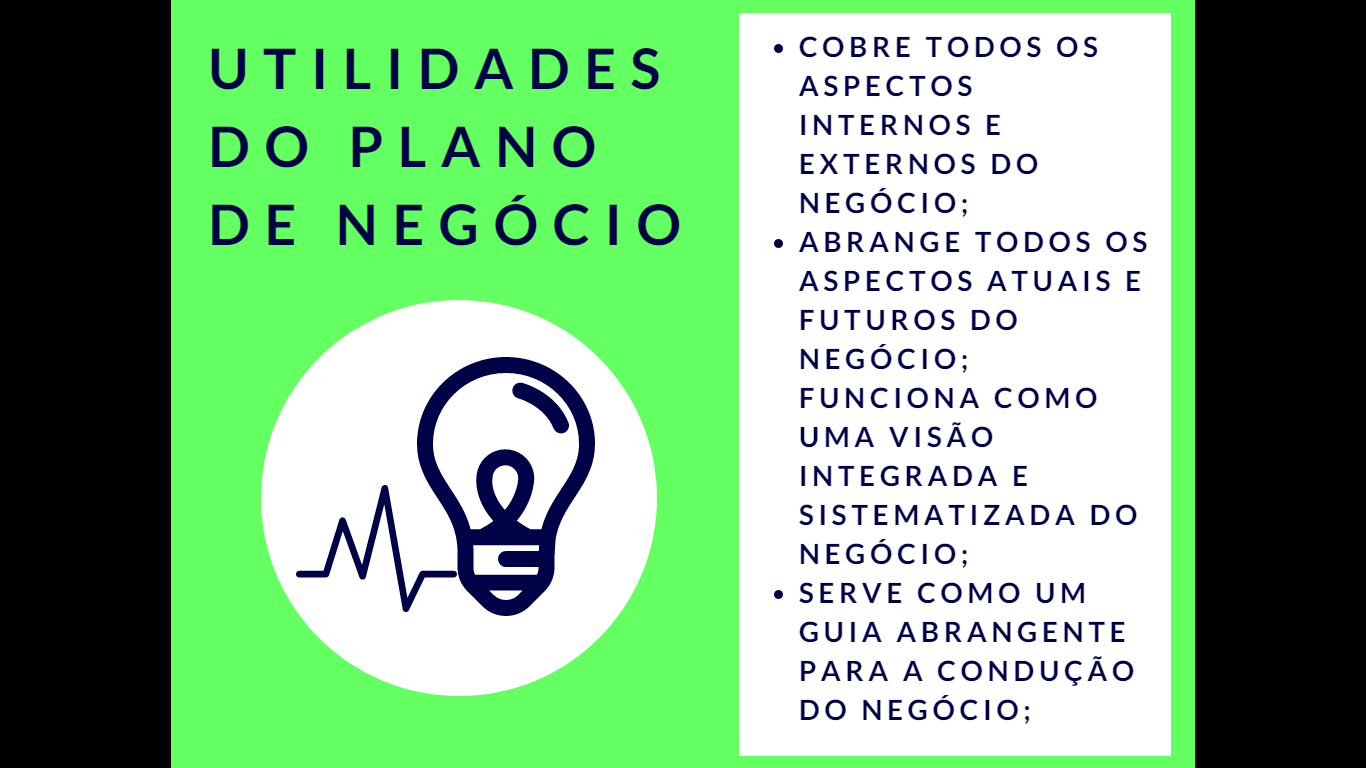 UTILIDADES
DO PLANO
DE NEGÓCIO
• COBRE TODOS OS
ASPECTOS
INTERNOS E
EXTERNOS DO
NEGÓCIO;
• ABRANGE TODOS OS
ASPECTOS ATUAIS E
FUTUROS DO
NEGÓCIO;
FUNCIONA COMO
UMA VISÃO
INTEGRADA E
SISTEMATIZADA DO
NEGÓCIO;
• SERVE COMO UM
GUIA ABRANGENTE
PARA A CONDUÇÃO
DO NEGÓCIO;